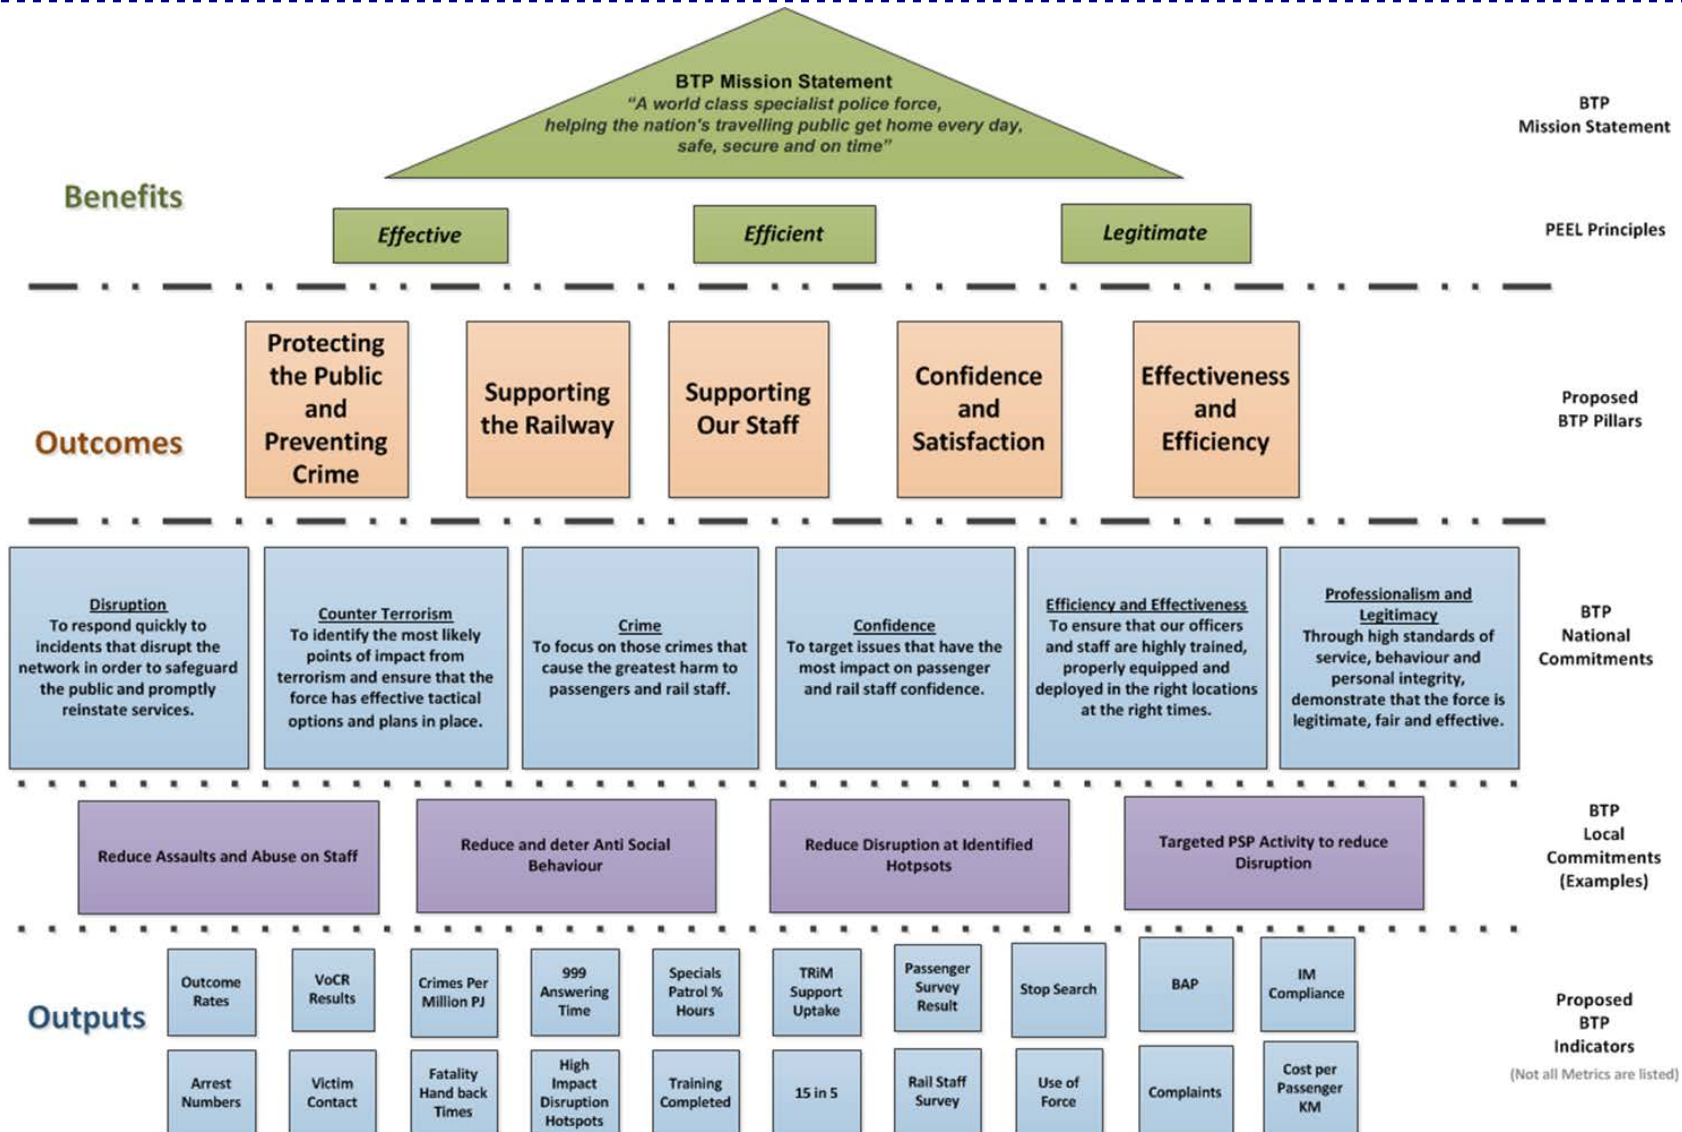 BTP Mission Statement
"A world class specialist police force,
helping the nation's travelling public get home every day,
safe, secure and on time"
BTP
Mission Statement
Benefits
Effective
Efficient
Legitimate
PEEL Principles
Protecting
the Public
and
Preventing
Crime
Supporting
the Railway
Supporting
Our Staff
Confidence
and
Satisfaction
Effectiveness
and
Efficiency
Proposed
BTP Pillars
Outcomes
Disruption
To respond quickly to
incidents that disrupt the
network in order to safeguard
the public and promptly
reinstate services.
Counter Terrorism
To identify the most likely
points of impact from
terrorism and ensure that the
force has effective tactical
options and plans in place.
Crime
To focus on those crimes that
cause the greatest harm to
passengers and rail staff.
Confidence
To target issues that have the
most impact on passenger
and rail staff confidence.
Efficiency and Effectiveness
To ensure that our officers
and staff are highly trained,
properly equipped and
deployed in the right locations
at the right times.
Professionalism and
Legitimacy
Through high standards of
service, behaviour and
personal integrity,
demonstrate that the force is
legitimate, fair and effective.
BTP
National
Commitments
Reduce Assaults and Abuse on Staff
Reduce and deter Anti Social
Behaviour
Reduce Disruption at Identified
Hotpsots
Targeted PSP Activity to reduce
Disruption
BTP
Local
Commitments
(Examples)
Outputs
Outcome
Rates
VoCR
Results
Crimes Per
Million PJ
999
Answering
Time
Specials
Patrol %
Hours
TRiM
Support
Uptake
Passenger
Survey
Result
Stop Search
BAP
IM
Compliance
Proposed
BTP
Indicators
(Not all Metrics are listed)
Arrest
Numbers
Victim
Contact
Fatality
Hand back
Times
High
Impact
Disruption
Hotspots
Training
Completed
15 in 5
Rail Staff
Survey
Use of
Force
Complaints
Cost per
Passenger
KM